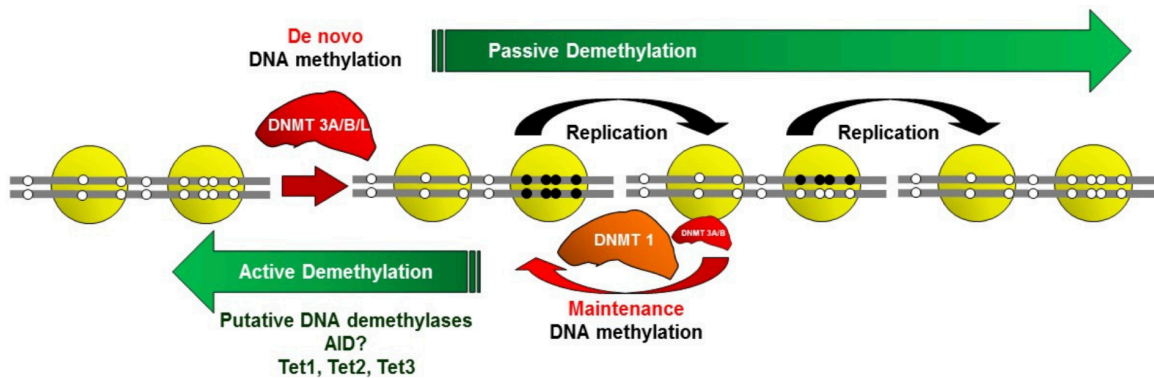 De novo
DNA methylation
Passive Demethylation
DNMT 3A/B/L
Replication
Replication
DNMT 1
DNMT 3A/B
Active Demethylation
Maintenance
DNA methylation
Putative DNA demethylases
AID?
Tet1, Tet2, Tet3